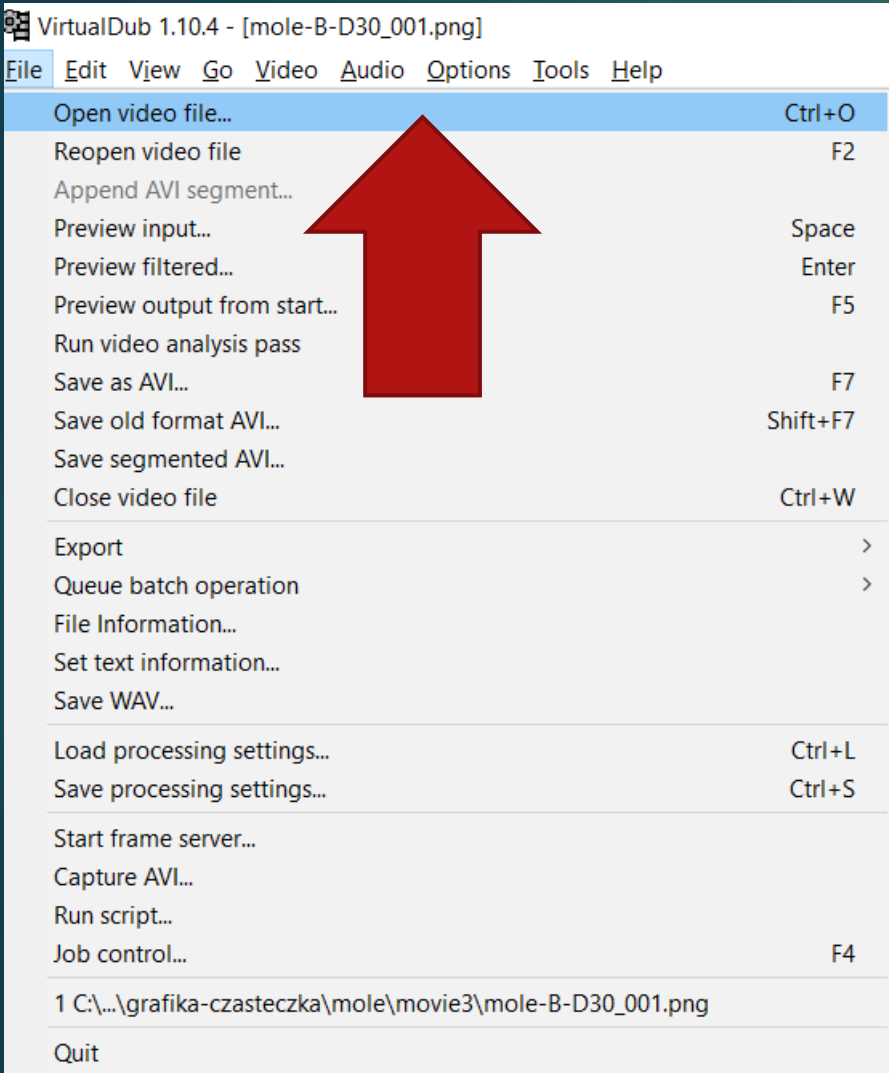 VirtualDub 1.10.4 - [mole-B-D30_001.png]
File Edit View Go Video Audio Options Tools Help
Open video file... Ctrl+O
Reopen video file F2
Append AVI segment...
Preview input... Space
Preview filtered... Enter
Preview output from start... F5
Run video analysis pass
Save as AVI... F7
Save old format AVI... Shift+F7
Save segmented AVI...
Close video file Ctrl+W
Export >
Queue batch operation >
File Information...
Set text information...
Save WAV...
Load processing settings... Ctrl+L
Save processing settings... Ctrl+S
Start frame server...
Capture AVI...
Run script...
Job control... F4
1 C:\...\grafika-czasteczka\mole\movie3\mole-B-D30_001.png
Quit